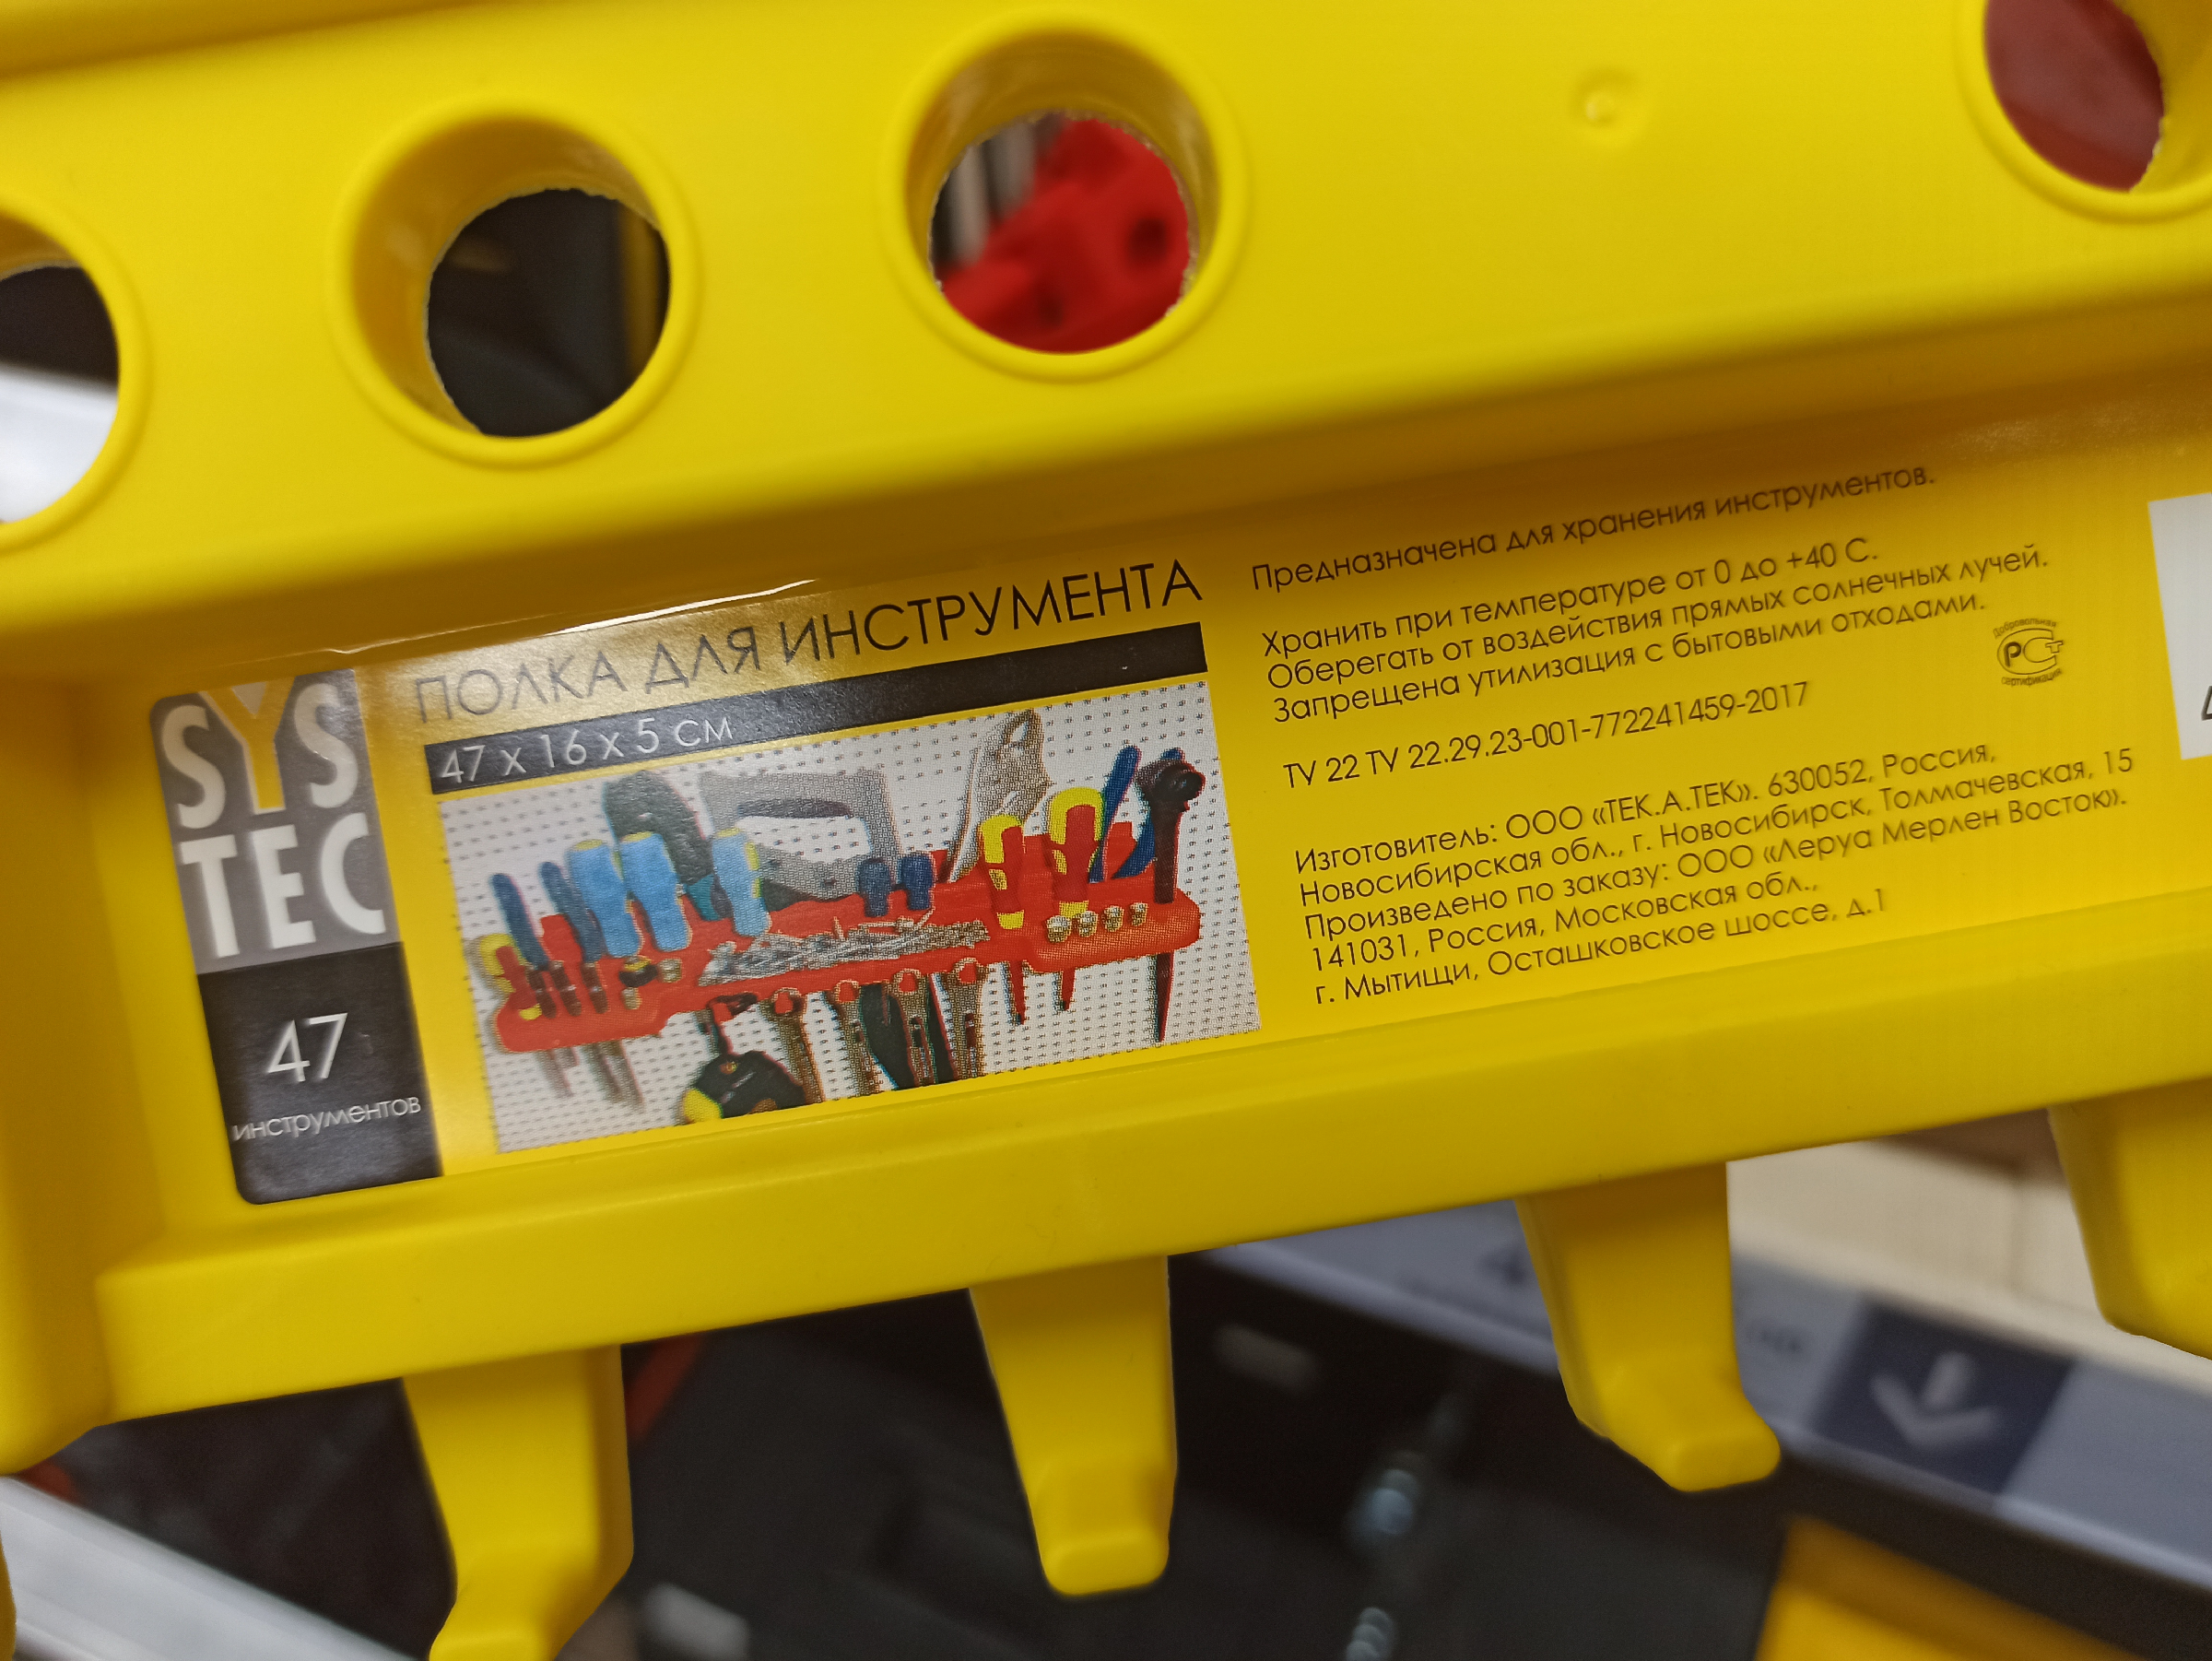 SYS
TEC
47
инструментов
ПОЛКА ДЛЯ ИНСТРУМЕНТА
47 x 16 x 5 см
Предназначена для хранения инструментов.
Хранить при температуре от 0 до +40 С.
Оберегать от воздействия прямых солнечных лучей.
Запрещена утилизация с бытовыми отходами.
Добровольная
РСТ
сертификация
ТУ 22 ТУ 22.29.23-001-772241459-2017
Изготовитель: ООО «ТЕК.А.ТЕК». 630052, Россия,
Новосибирская обл., г. Новосибирск, Толмачевская, 15
Произведено по заказу: ООО «Леруа Мерлен Восток».
141031, Россия, Московская обл.,
г. Мытищи, Осташковское шоссе, д.1